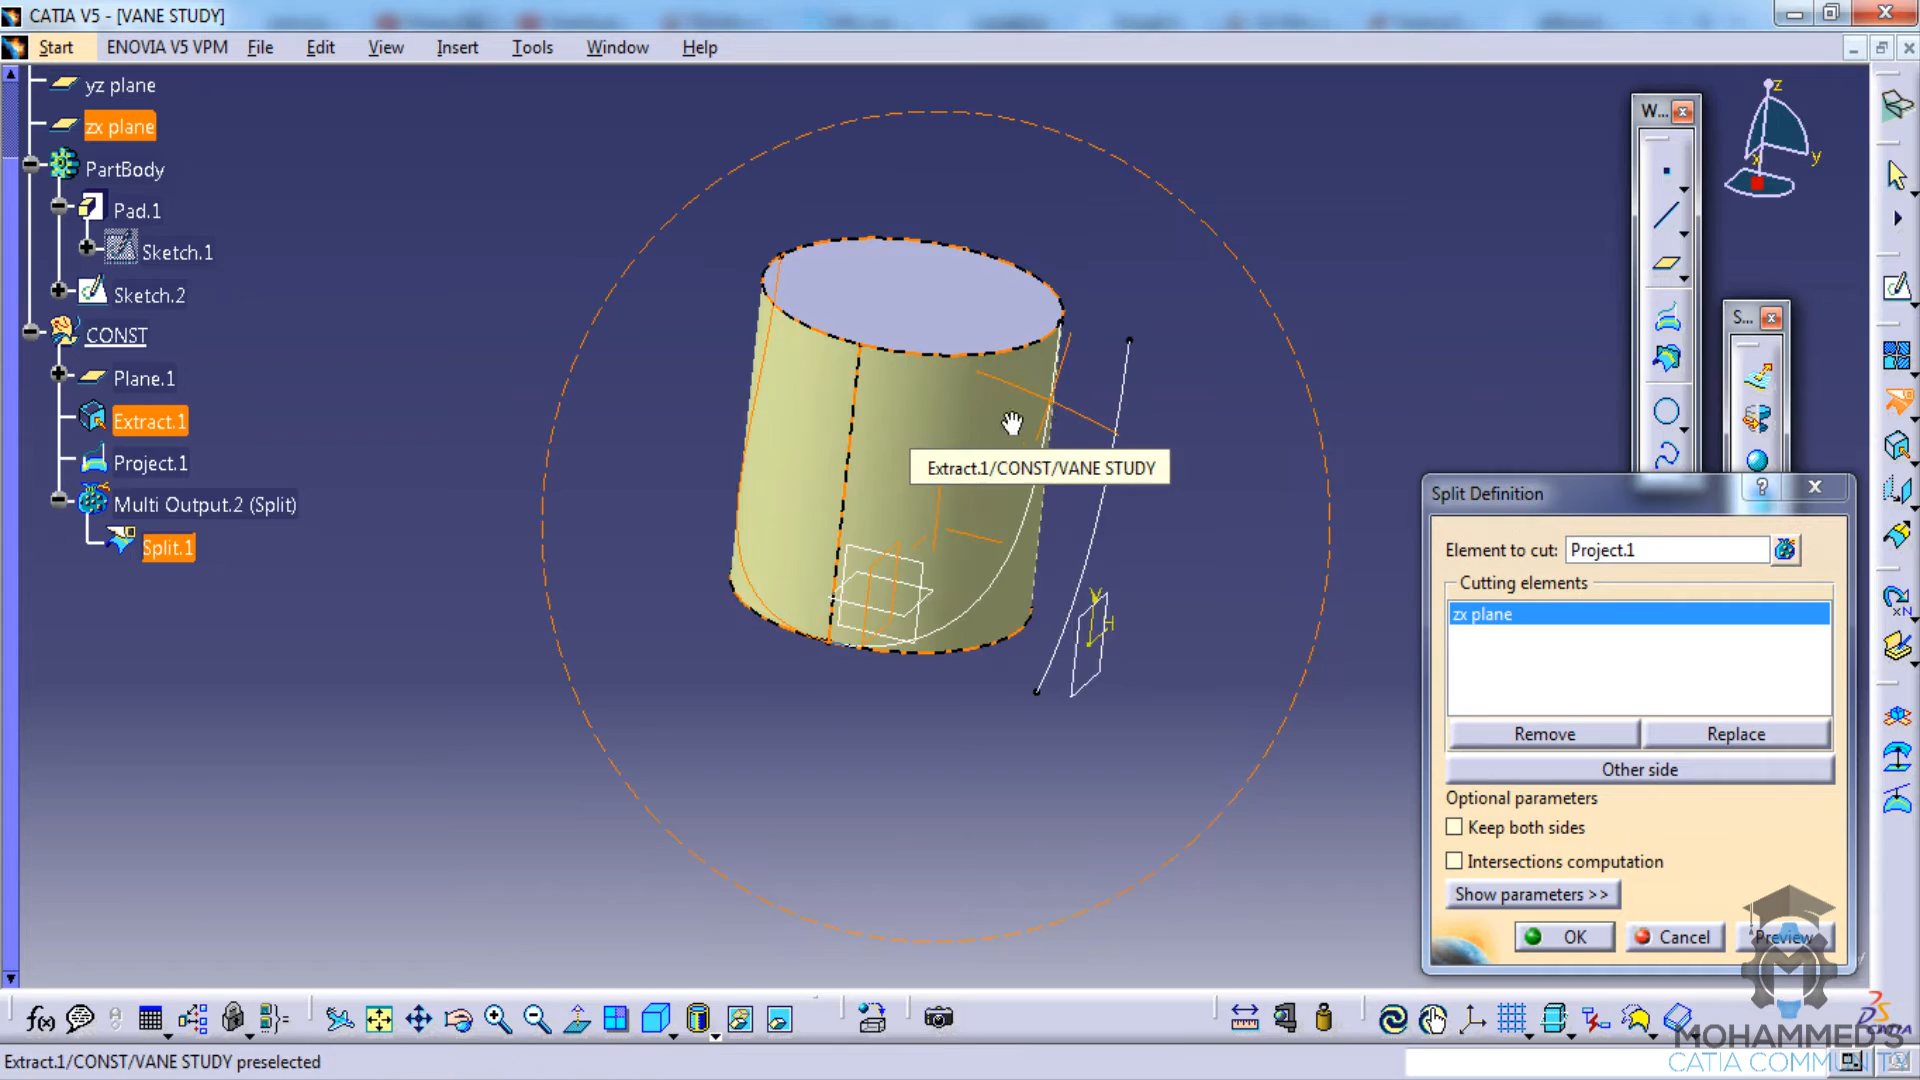 CATIA V5 - [VANE STUDY]
Start ENOVIA V5 VPM File Edit View Insert Tools Window Help
yz plane
zx plane
PartBody
Pad.1
Sketch.1
Sketch.2
CONST
Plane.1
Extract.1
Project.1
Multi Output.2 (Split)
Split.1
Extract.1/CONST/VANE STUDY
V
H
z
y
x
W...
S...
Split Definition
Element to cut: Project.1
Cutting elements
zx plane
Remove Replace
Other side
Optional parameters
Keep both sides
Intersections computation
Show parameters >>
OK Cancel Preview
MOHAMMED'S
CATIA COMMUNITY
Extract.1/CONST/VANE STUDY preselected